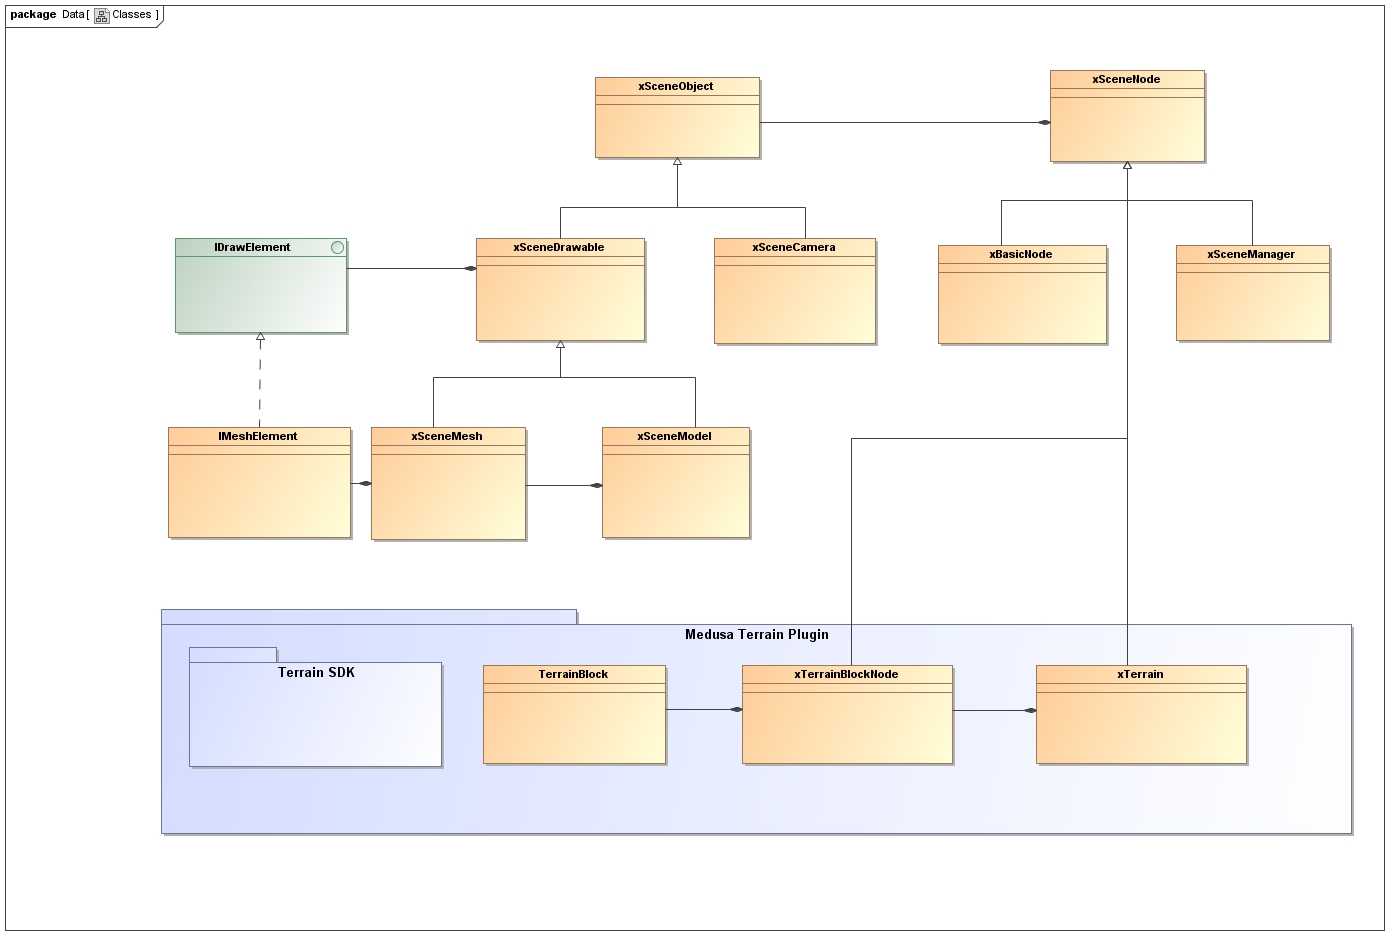 package Data [ Classes ]
xSceneObject
xSceneNode
IDrawElement
xSceneDrawable
xSceneCamera
xBasicNode
xSceneManager
IMeshElement
xSceneMesh
xSceneModel
Medusa Terrain Plugin
Terrain SDK
TerrainBlock
xTerrainBlockNode
xTerrain